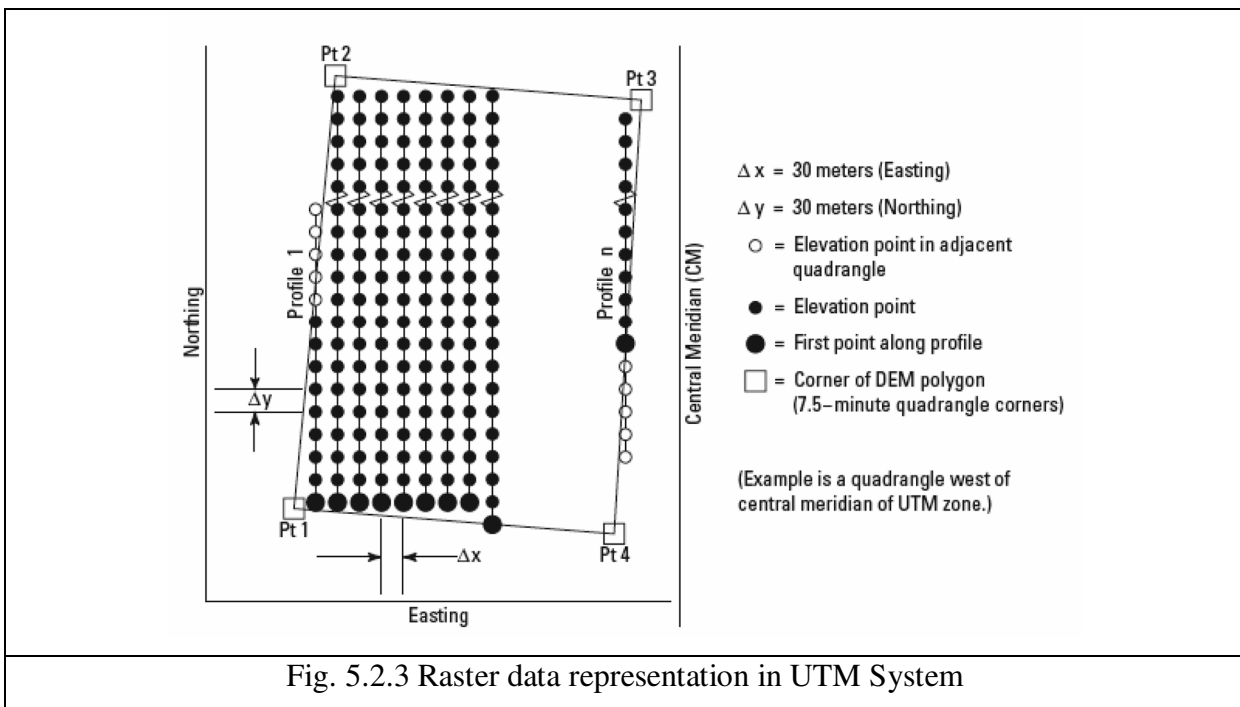 Pt 2
Pt 3
Northing
Profile 1
Profile n
Central Meridian (CM)
Δy
Pt 1
Δx
Pt 4
Easting
Δ x = 30 meters (Easting)
Δ y = 30 meters (Northing)
= Elevation point in adjacent
quadrangle
= Elevation point
= First point along profile
= Corner of DEM polygon
(7.5–minute quadrangle corners)
(Example is a quadrangle west of
central meridian of UTM zone.)
Fig. 5.2.3 Raster data representation in UTM System